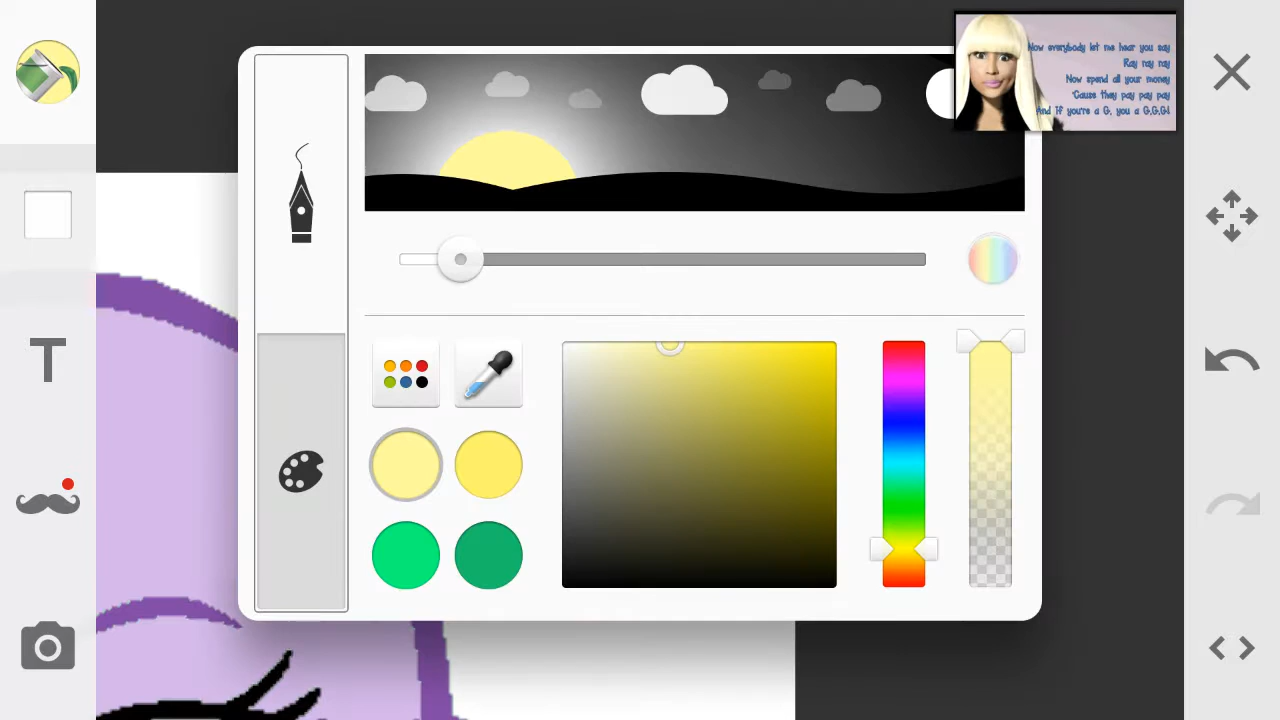 Now everybody let me hear you say
Ray ray ray
Now spend all your money
'Cause they pay pay pay
And if you're a G, you a G,G,G!
T